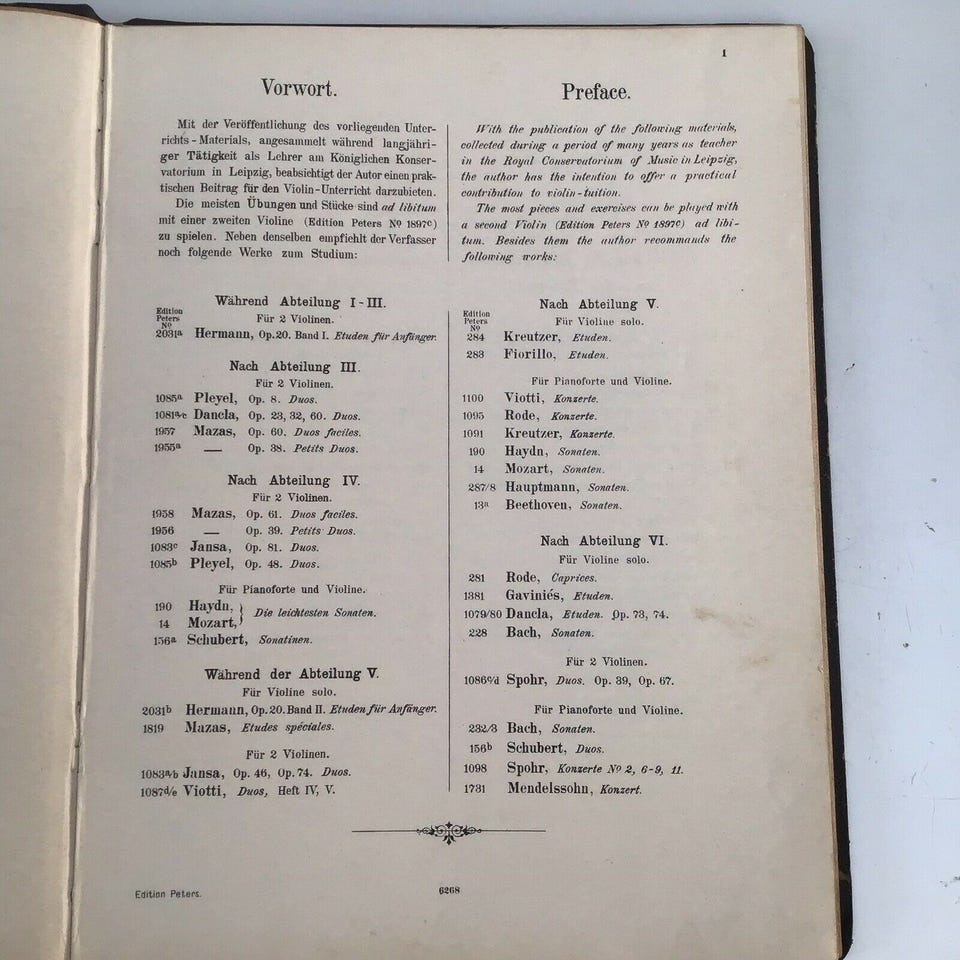 1
Vorwort.
Mit der Veröffentlichung des vorliegenden Unter-
richts-Materials, angesammelt während langjähri-
ger Tätigkeit als Lehrer am Königlichen Konser-
vatorium in Leipzig, beabsichtigt der Autor einen prak-
tischen Beitrag für den Violin-Unterricht darzubieten.
Die meisten Übungen und Stücke sind ad libitum
mit einer zweiten Violine (Edition Peters No 1897c)
zu spielen. Neben denselben empfiehlt der Verfasser
noch folgende Werke zum Studium:
Preface.
With the publication of the following materials,
collected during a period of many years as teacher
in the Royal Conservatorium of Music in Leipzig,
the author has the intention to offer a practical
contribution to violin-tuition.
The most pieces and exercises can be played with
a second Violin (Edition Peters No 1897c) ad libi-
tum. Besides them the author recommands the
following works:
Während Abteilung I-III.
Für 2 Violinen.
Edition
Peters
No
2031a Hermann, Op. 20. Band I. Etuden für Anfänger.
Nach Abteilung III.
Für 2 Violinen.
1085a Pleyel, Op. 8. Duos.
1081a/c Dancla, Op. 23, 32, 60. Duos.
1957 Mazas, Op. 60. Duos faciles.
1955a — Op. 38. Petits Duos.
Nach Abteilung IV.
Für 2 Violinen.
1958 Mazas, Op. 61. Duos faciles.
1956 — Op. 39. Petits Duos.
1083c Jansa, Op. 81. Duos.
1085b Pleyel, Op. 48. Duos.
Für Pianoforte und Violine.
190 Haydn, } Die leichtesten Sonaten.
14 Mozart,
156a Schubert, Sonatinen.
Während der Abteilung V.
Für Violine solo.
2031b Hermann, Op. 20. Band II. Etuden für Anfänger.
1819 Mazas, Etudes spéciales.
Für 2 Violinen.
1083a/b Jansa, Op. 46, Op. 74. Duos.
1087d/e Viotti, Duos, Heft IV, V.
Nach Abteilung V.
Für Violine solo.
Edition
Peters
No
284 Kreutzer, Etuden.
283 Fiorillo, Etuden.
Für Pianoforte und Violine.
1100 Viotti, Konzerte.
1095 Rode, Konzerte.
1091 Kreutzer, Konzerte.
190 Haydn, Sonaten.
14 Mozart, Sonaten.
287/8 Hauptmann, Sonaten.
13a Beethoven, Sonaten.
Nach Abteilung VI.
Für Violine solo.
281 Rode, Caprices.
1381 Gaviniés, Etuden.
1079/80 Dancla, Etuden. Op. 73, 74.
228 Bach, Sonaten.
Für 2 Violinen.
1086c/d Spohr, Duos. Op. 39, Op. 67.
Für Pianoforte und Violine.
232/3 Bach, Sonaten.
156b Schubert, Duos.
1098 Spohr, Konzerte No 2, 6-9, 11.
1731 Mendelssohn, Konzert.
Edition Peters.
6268